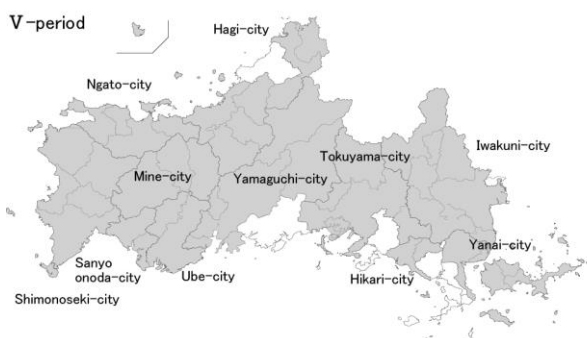 V-period
Hagi-city
Ngato-city
Iwakuni-city
Tokuyama-city
Mine-city
Yamaguchi-city
Yanai-city
Sanyo
onoda-city
Ube-city
Hikari-city
Shimonoseki-city